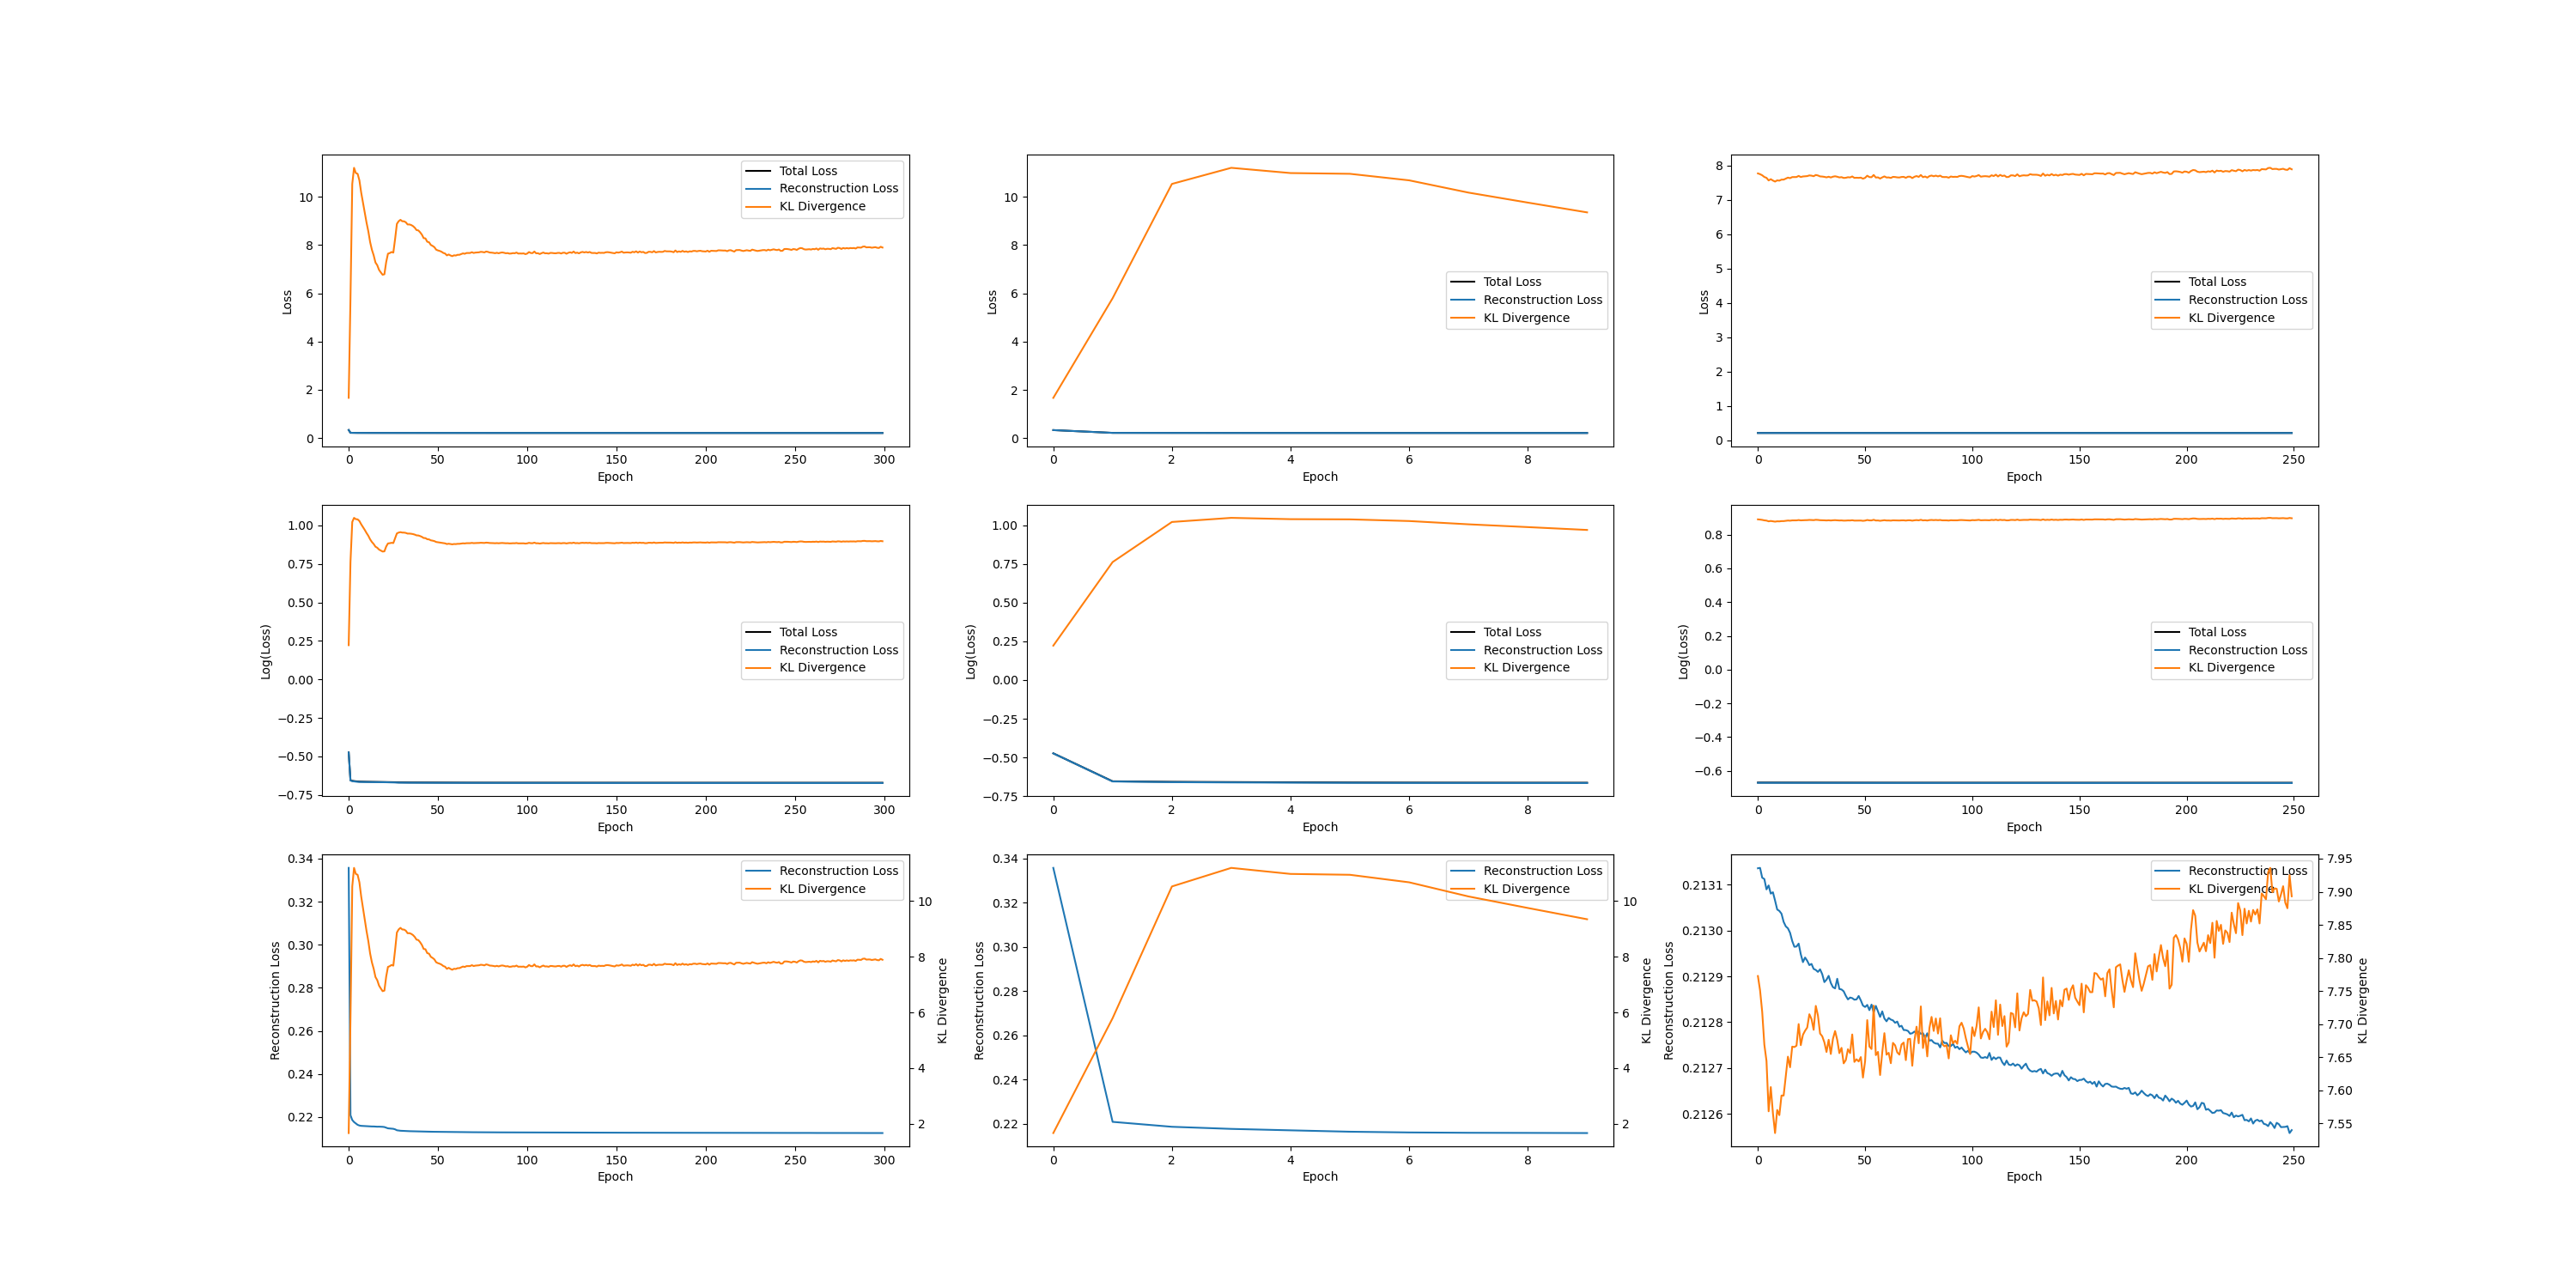 Loss
10
8
6
4
2
0
Total Loss
Reconstruction Loss
KL Divergence
0 50 100 150 200 250 300
Epoch
Loss
10
8
6
4
2
0
Total Loss
Reconstruction Loss
KL Divergence
0 2 4 6 8
Epoch
Loss
8
7
6
5
4
3
2
1
0
Total Loss
Reconstruction Loss
KL Divergence
0 50 100 150 200 250
Epoch
Log(Loss)
1.00
0.75
0.50
0.25
0.00
−0.25
−0.50
−0.75
Total Loss
Reconstruction Loss
KL Divergence
0 50 100 150 200 250 300
Epoch
Log(Loss)
1.00
0.75
0.50
0.25
0.00
−0.25
−0.50
−0.75
Total Loss
Reconstruction Loss
KL Divergence
0 2 4 6 8
Epoch
Log(Loss)
0.8
0.6
0.4
0.2
0.0
−0.2
−0.4
−0.6
Total Loss
Reconstruction Loss
KL Divergence
0 50 100 150 200 250
Epoch
Reconstruction Loss
0.34
0.32
0.30
0.28
0.26
0.24
0.22
Reconstruction Loss
KL Divergence
10
8
6
4
2
KL Divergence
0 50 100 150 200 250 300
Epoch
Reconstruction Loss
0.34
0.32
0.30
0.28
0.26
0.24
0.22
Reconstruction Loss
KL Divergence
10
8
6
4
2
KL Divergence
0 2 4 6 8
Epoch
Reconstruction Loss
0.2131
0.2130
0.2129
0.2128
0.2127
0.2126
Reconstruction Loss
KL Divergence
7.95
7.90
7.85
7.80
7.75
7.70
7.65
7.60
7.55
KL Divergence
0 50 100 150 200 250
Epoch